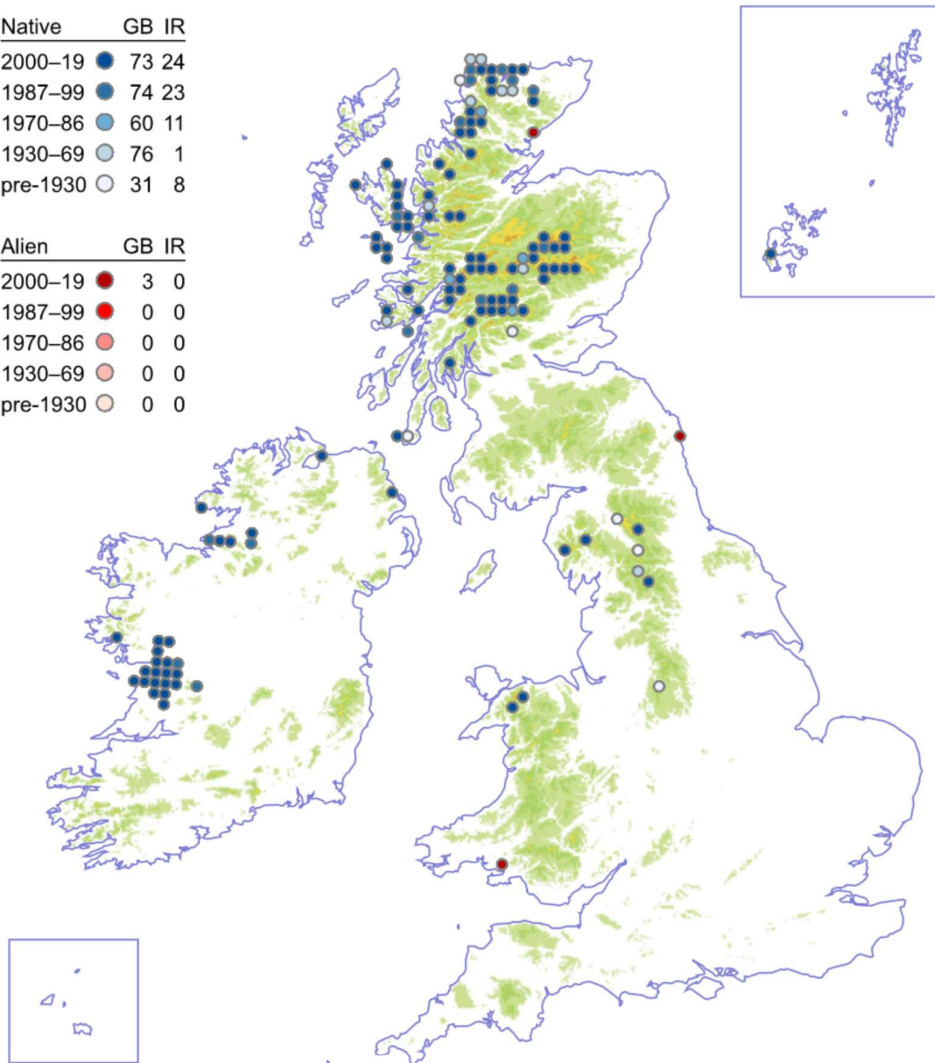 Native GB IR
2000–19 73 24
1987–99 74 23
1970–86 60 11
1930–69 76 1
pre-1930 31 8
Alien GB IR
2000–19 3 0
1987–99 0 0
1970–86 0 0
1930–69 0 0
pre-1930 0 0